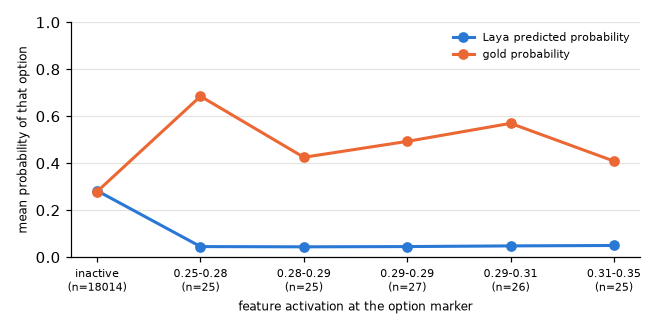 1.0
0.8
0.6
0.4
0.2
0.0
mean probability of that option
Laya predicted probability
gold probability
inactive
(n=18014)
0.25-0.28
(n=25)
0.28-0.29
(n=25)
0.29-0.29
(n=27)
0.29-0.31
(n=26)
0.31-0.35
(n=25)
feature activation at the option marker